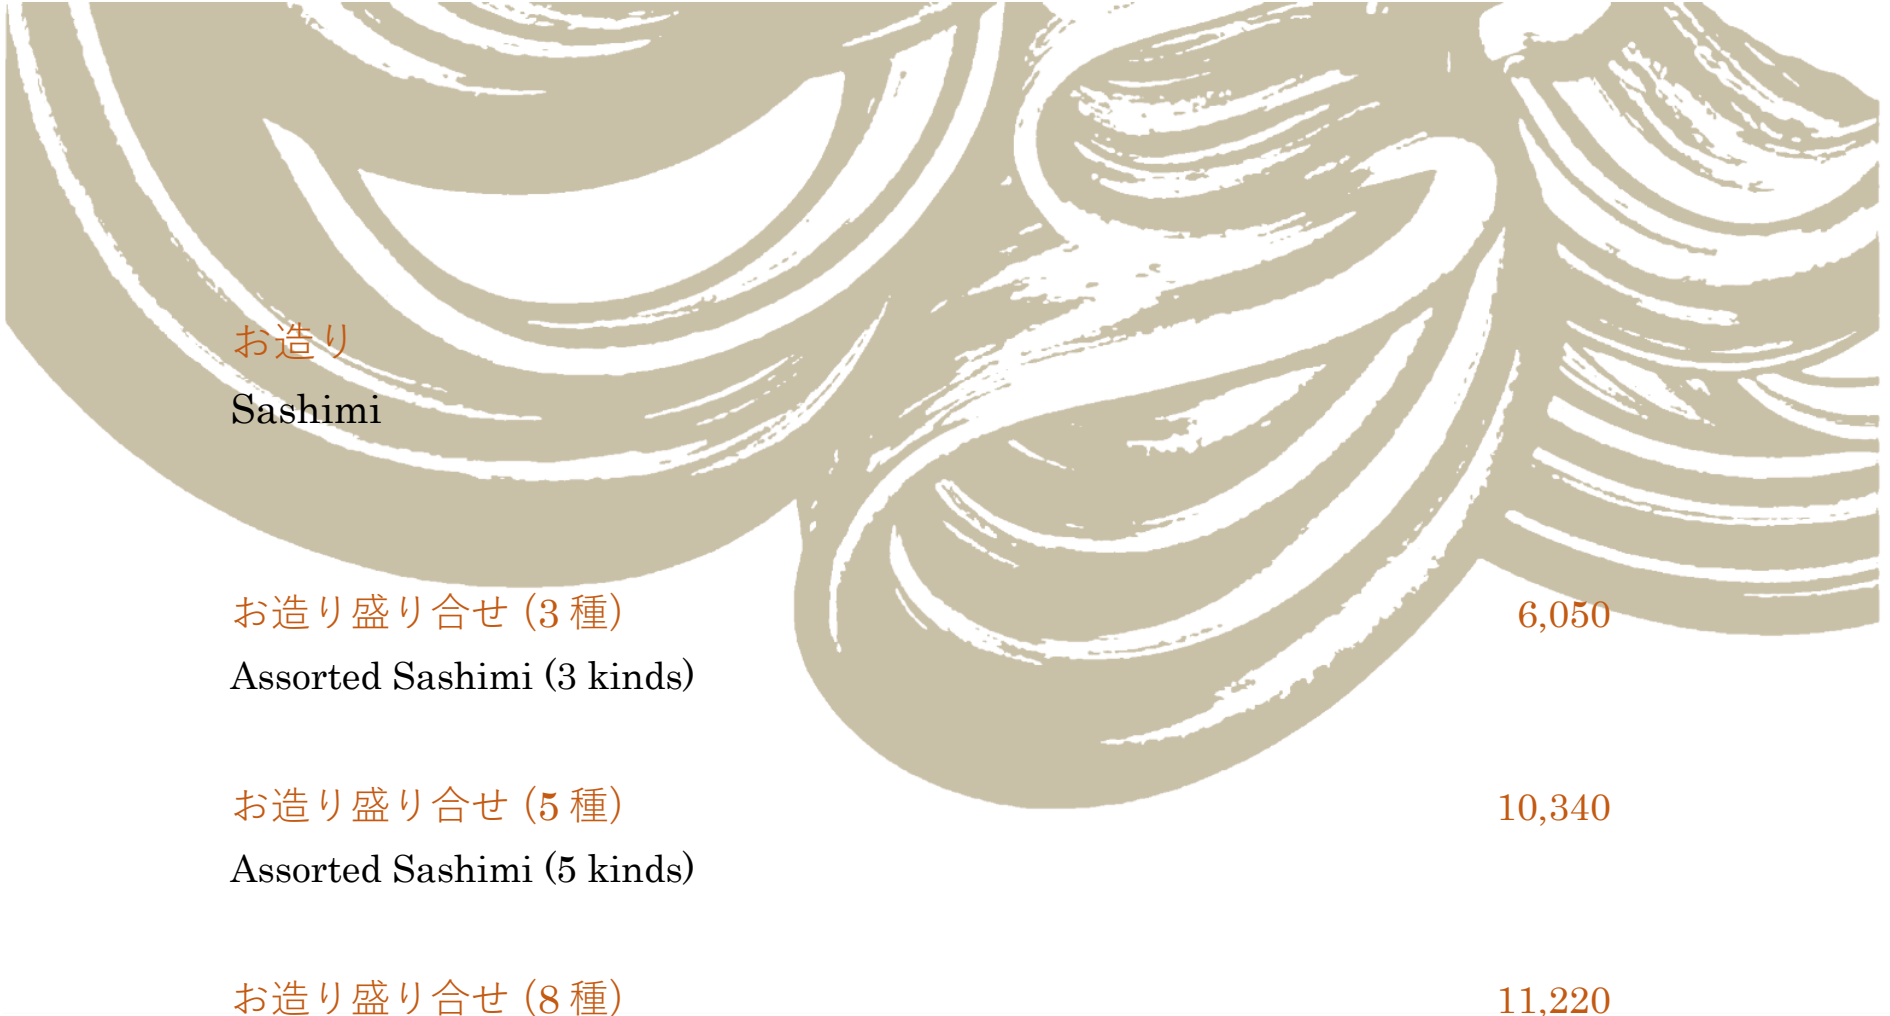 お造り
Sashimi
お造り盛り合せ (3 種) 6,050
Assorted Sashimi (3 kinds)
お造り盛り合せ (5 種) 10,340
Assorted Sashimi (5 kinds)
お造り盛り合せ (8 種) 11,220